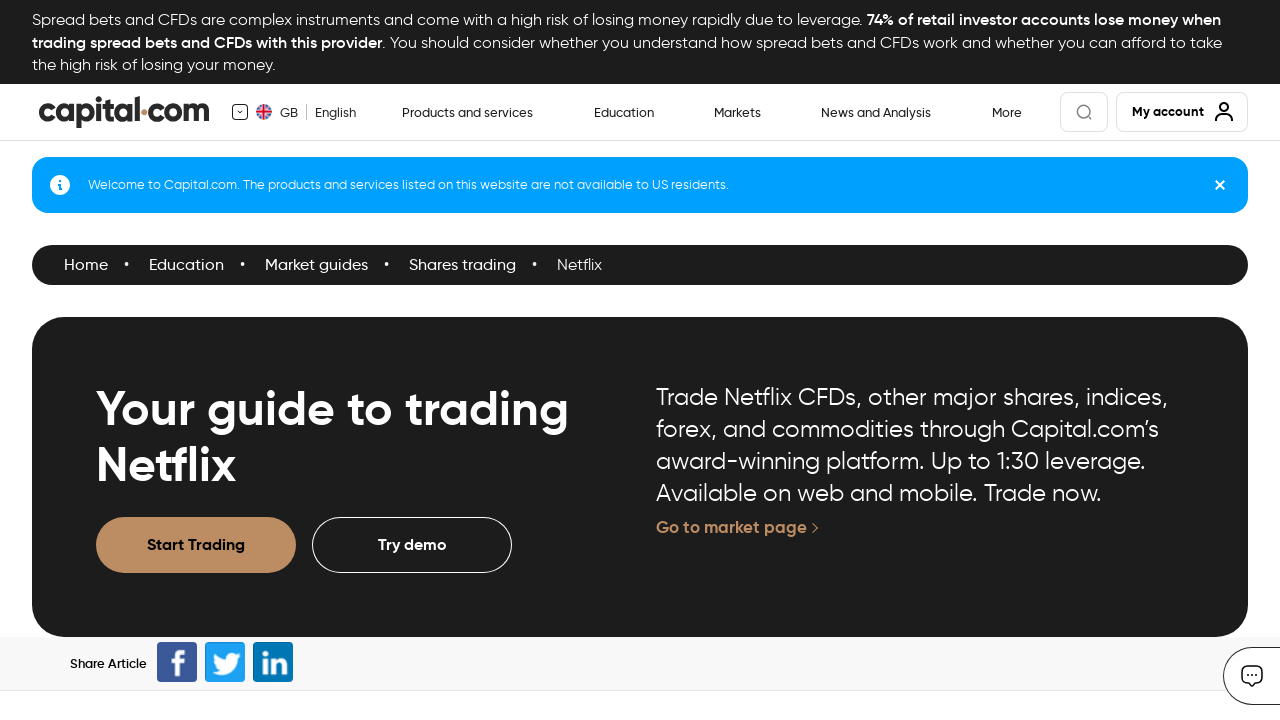 Spread bets and CFDs are complex instruments and come with a high risk of losing money rapidly due to leverage. 74% of retail investor accounts lose money when
trading spread bets and CFDs with this provider. You should consider whether you understand how spread bets and CFDs work and whether you can afford to take
the high risk of losing your money.
capital.com
GB English
Products and services
Education
Markets
News and Analysis
More
My account
Welcome to Capital.com. The products and services listed on this website are not available to US residents.
Home • Education • Market guides • Shares trading • Netflix
Your guide to trading
Netflix
Start Trading
Try demo
Trade Netflix CFDs, other major shares, indices,
forex, and commodities through Capital.com’s
award-winning platform. Up to 1:30 leverage.
Available on web and mobile. Trade now.
Go to market page
Share Article